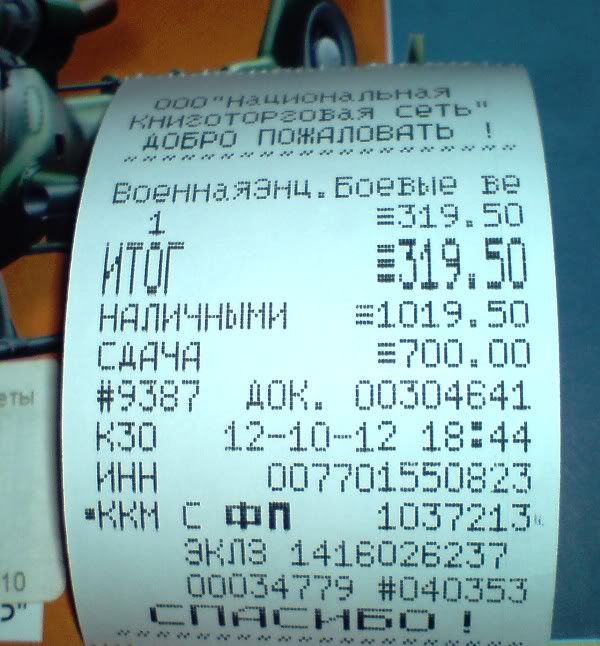 ООО"Национальная
Книготорговая сеть"
ДОБРО ПОЖАЛОВАТЬ !
ВоеннаяЭнц.Боевые ве
1 ≡319.50
ИТОГ ≡319.50
НАЛИЧНЫМИ ≡1019.50
СДАЧА ≡700.00
#9387 ДОК. 00304641
К30 12-10-12 18:44
ИНН 007701550823
*ККМ С ФП 1037213
ЭКЛЗ 1416026237
00034779 #040353
СПАСИБО!
еты
10